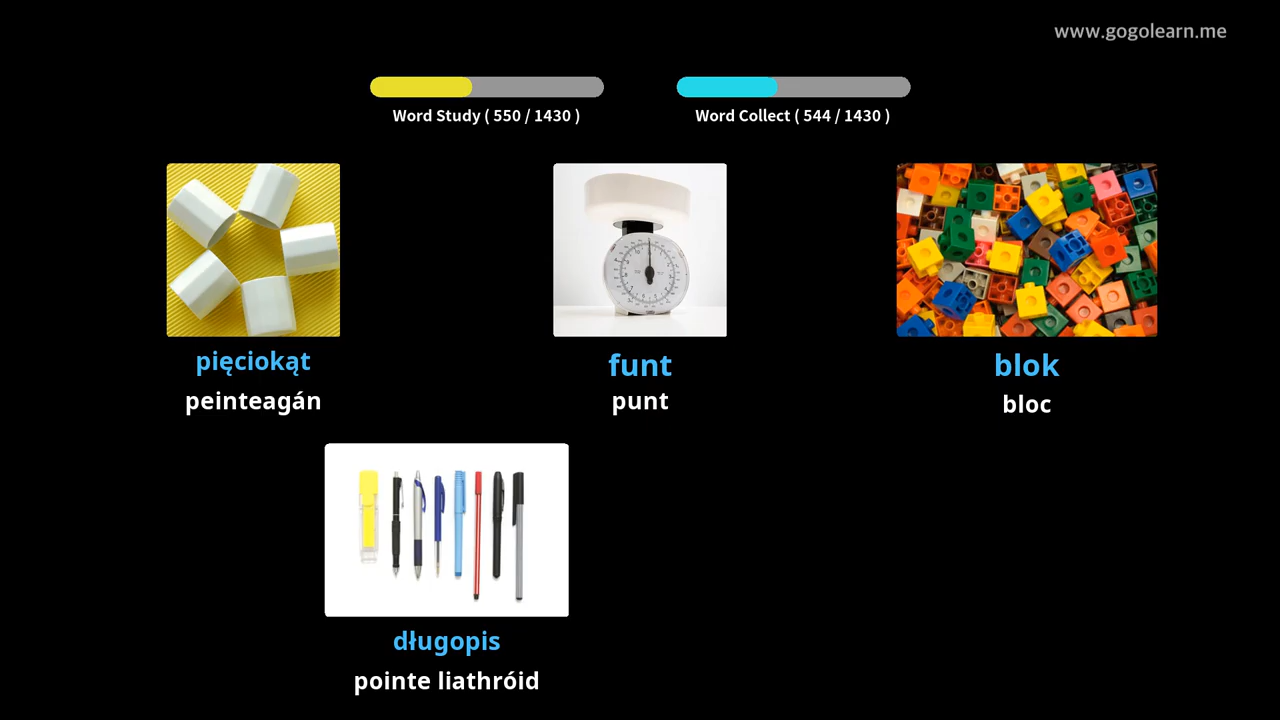 www.gogolearn.me
Word Study ( 550 / 1430 )
Word Collect ( 544 / 1430 )
pięciokąt
peinteagán
funt
punt
blok
bloc
długopis
pointe liathróid